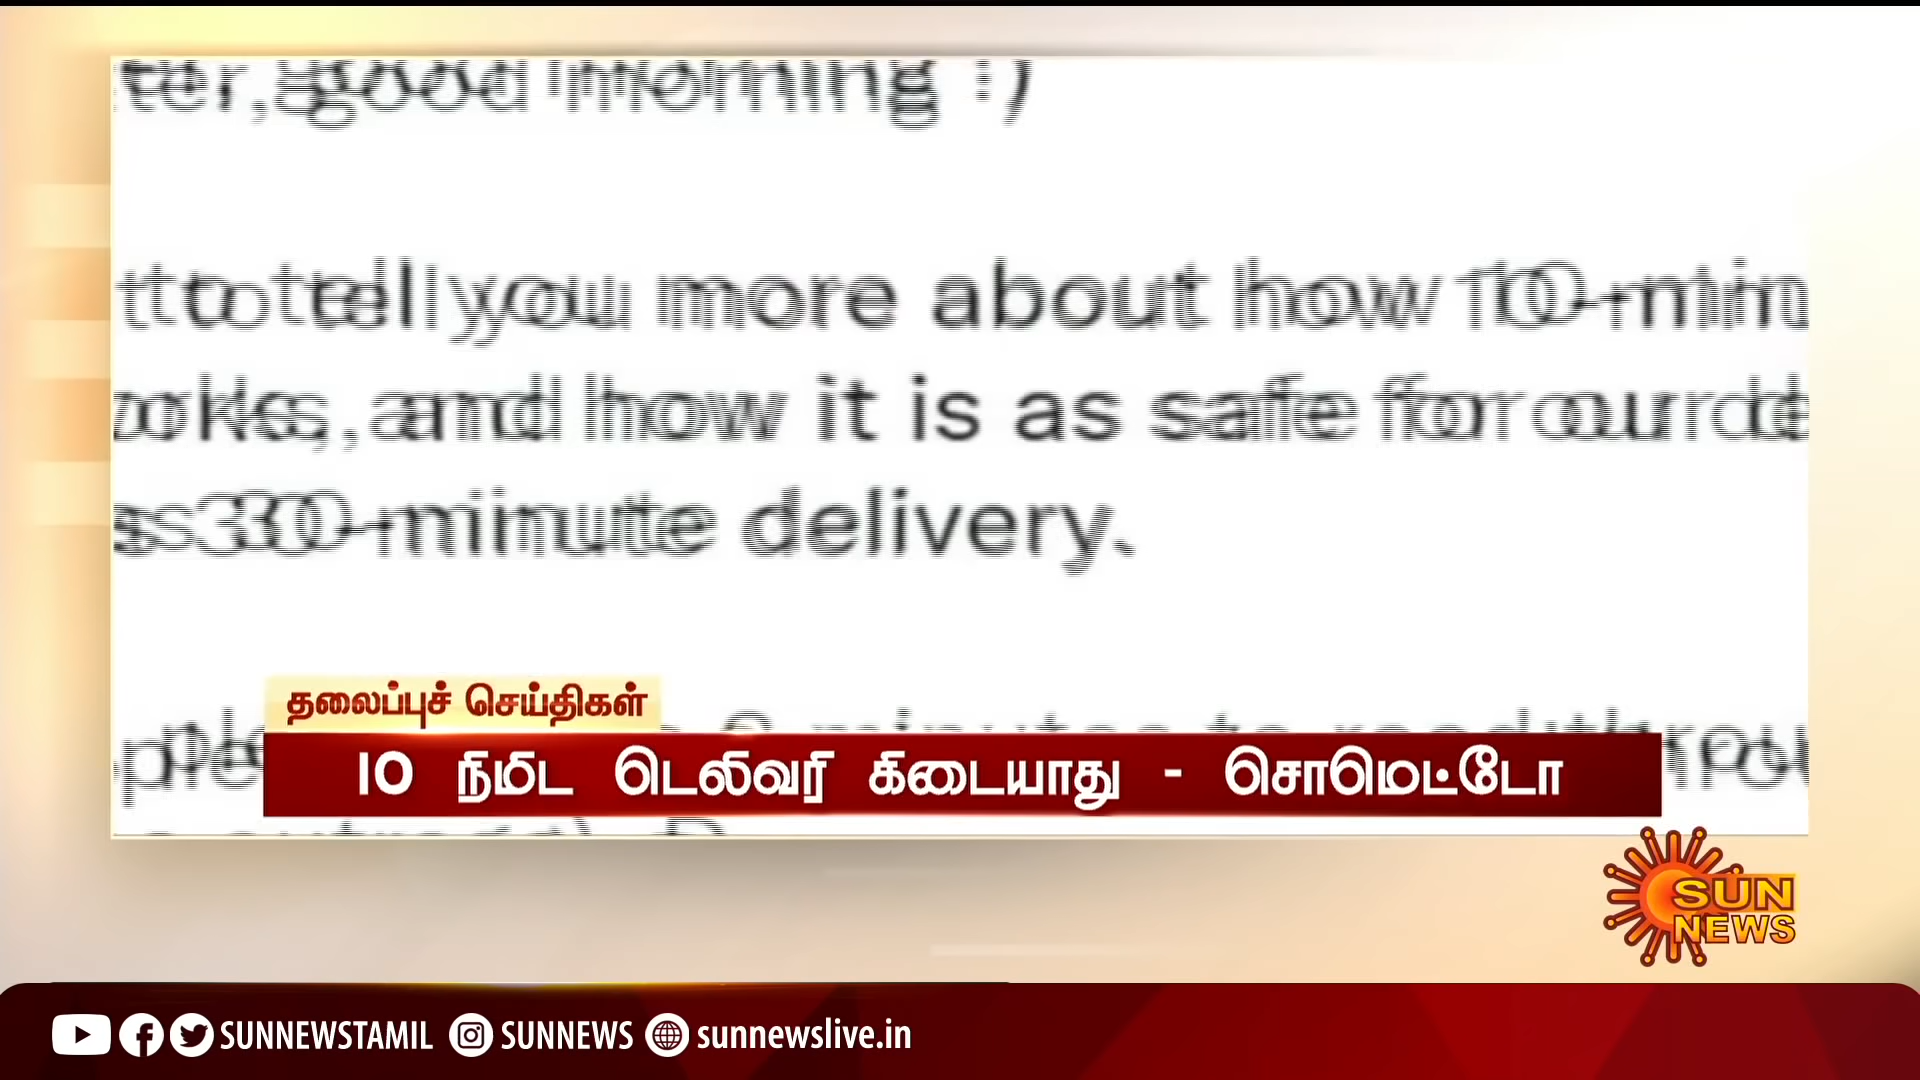 good morning :)
to tell you more about how 10-min
and how it is as safe for our de
30-minute delivery.
தலைப்புச் செய்திகள்
10 நிமிட டெலிவரி கிடையாது - சொமெட்டோ
SUN
NEWS
SUNNEWSTAMIL SUNNEWS sunnewslive.in